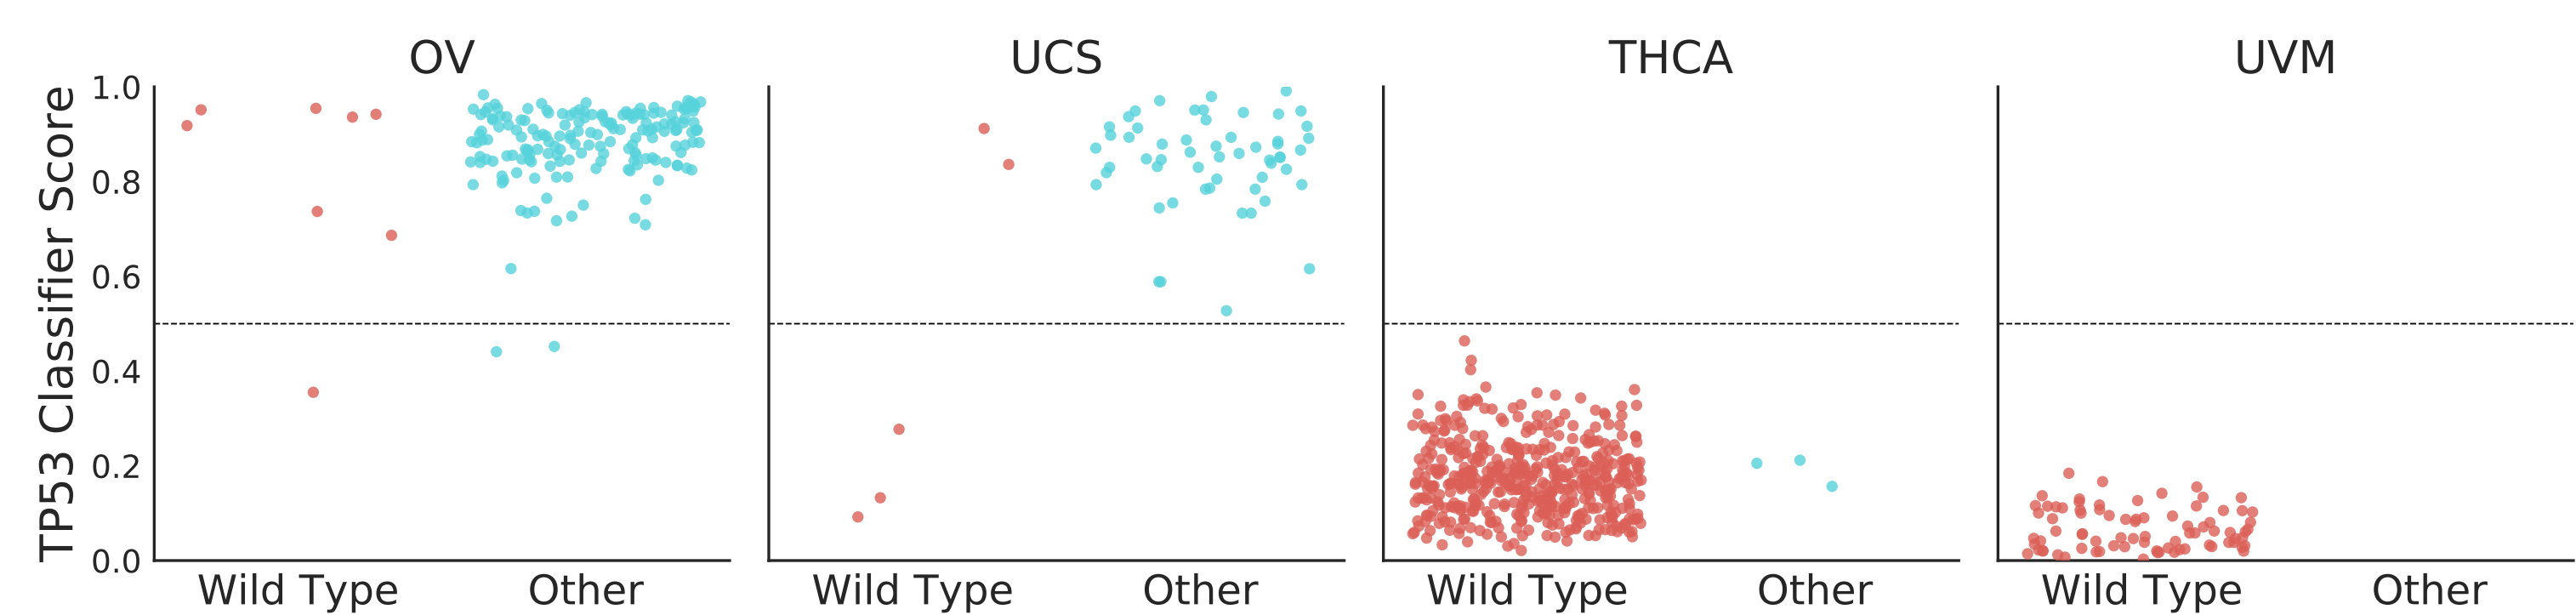 OV
UCS
THCA
UVM
TP53 Classifier Score
1.0
0.8
0.6
0.4
0.2
0.0
Wild Type
Other
Wild Type
Other
Wild Type
Other
Wild Type
Other